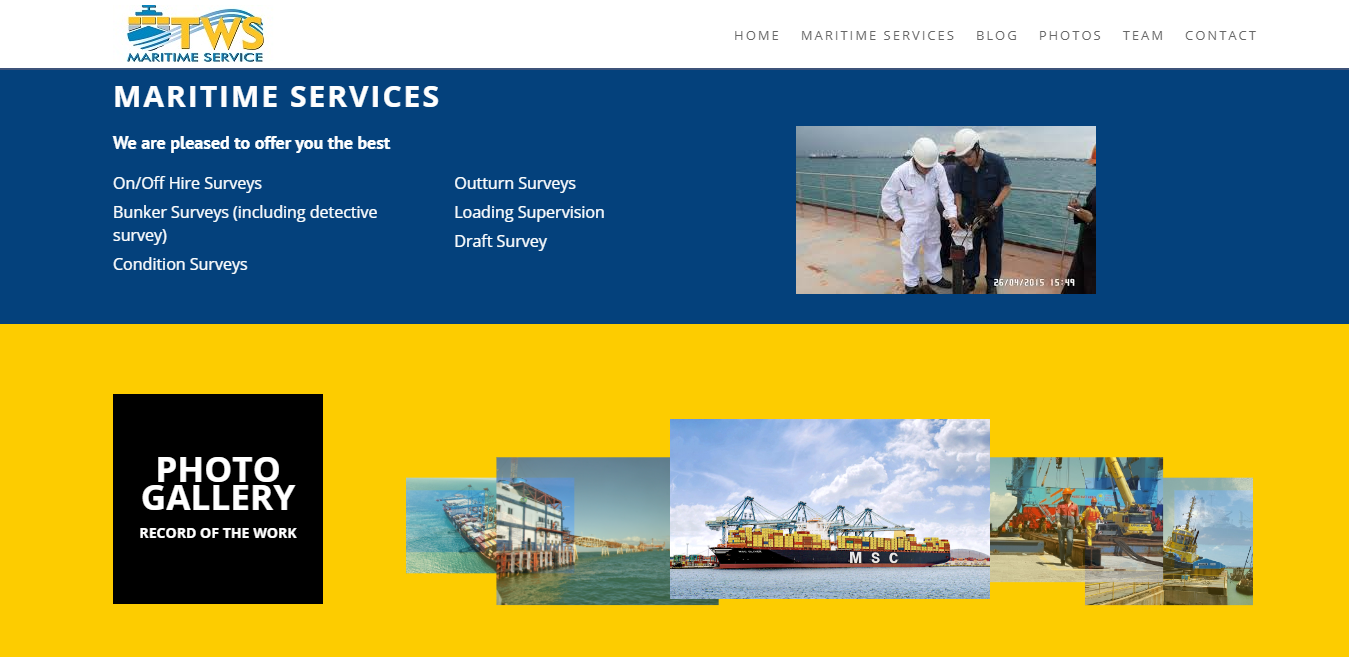 TWS
MARITIME SERVICE
HOME MARITIME SERVICES BLOG PHOTOS TEAM CONTACT
MARITIME SERVICES
We are pleased to offer you the best
On/Off Hire Surveys
Bunker Surveys (including detective
survey)
Condition Surveys
Outturn Surveys
Loading Supervision
Draft Survey
26/04/2015 15:49
PHOTO
GALLERY
RECORD OF THE WORK
MSC